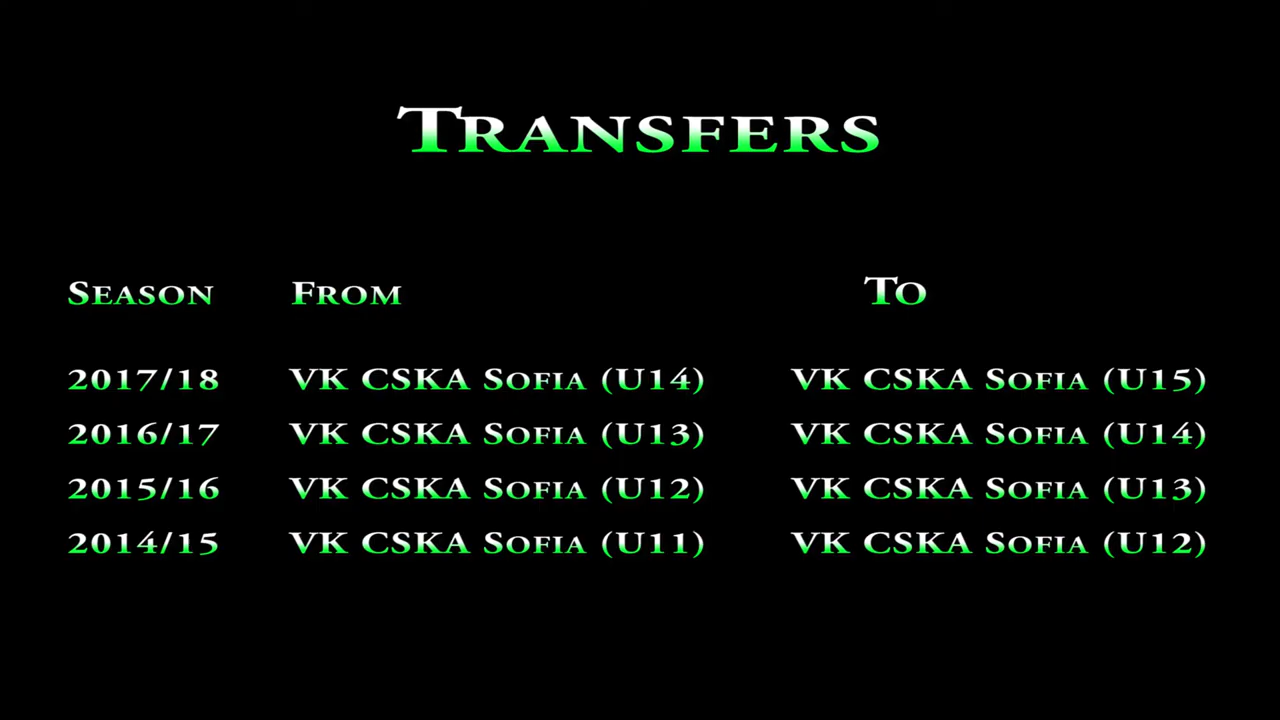 Transfers
Season From To
2017/18 VK CSKA Sofia (U14) VK CSKA Sofia (U15)
2016/17 VK CSKA Sofia (U13) VK CSKA Sofia (U14)
2015/16 VK CSKA Sofia (U12) VK CSKA Sofia (U13)
2014/15 VK CSKA Sofia (U11) VK CSKA Sofia (U12)